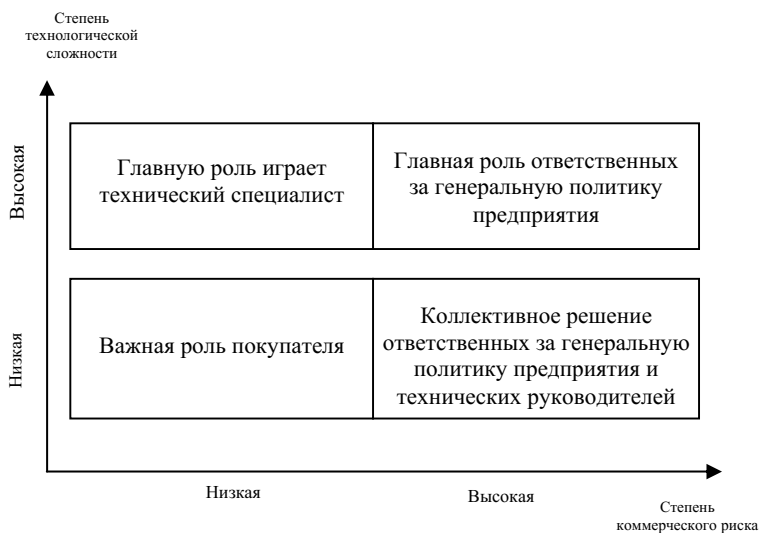 Степень
технологической
сложности
Высокая
Главную роль играет
технический специалист
Главная роль ответственных
за генеральную политику
предприятия
Низкая
Важная роль покупателя
Коллективное решение
ответственных за генеральную
политику предприятия и
технических руководителей
Низкая
Высокая
Степень
коммерческого риска